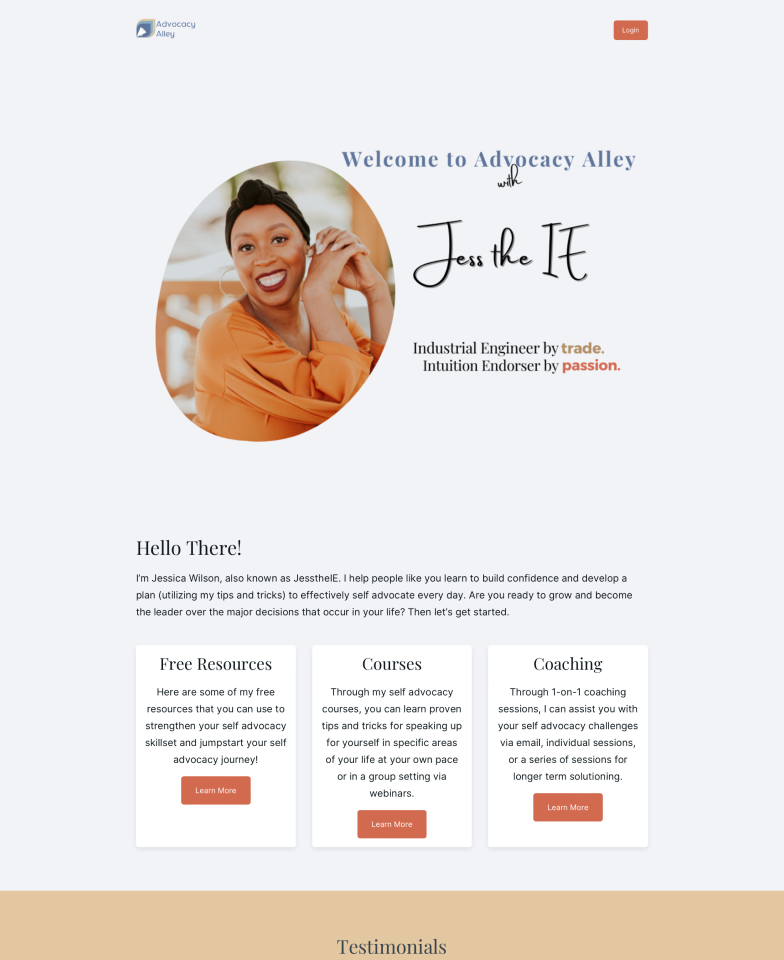 Advocacy
Alley
Login
Welcome to Advocacy Alley
with
Jess the IE
Industrial Engineer by trade.
Intuition Endorser by passion.
Hello There!
I'm Jessica Wilson, also known as JesstheIE. I help people like you learn to build confidence and develop a
plan (utilizing my tips and tricks) to effectively self advocate every day. Are you ready to grow and become
the leader over the major decisions that occur in your life? Then let's get started.
Free Resources
Here are some of my free
resources that you can use to
strengthen your self advocacy
skillset and jumpstart your self
advocacy journey!
Learn More
Courses
Through my self advocacy
courses, you can learn proven
tips and tricks for speaking up
for yourself in specific areas
of your life at your own pace
or in a group setting via
webinars.
Learn More
Coaching
Through 1-on-1 coaching
sessions, I can assist you with
your self advocacy challenges
via email, individual sessions,
or a series of sessions for
longer term solutioning.
Learn More
Testimonials